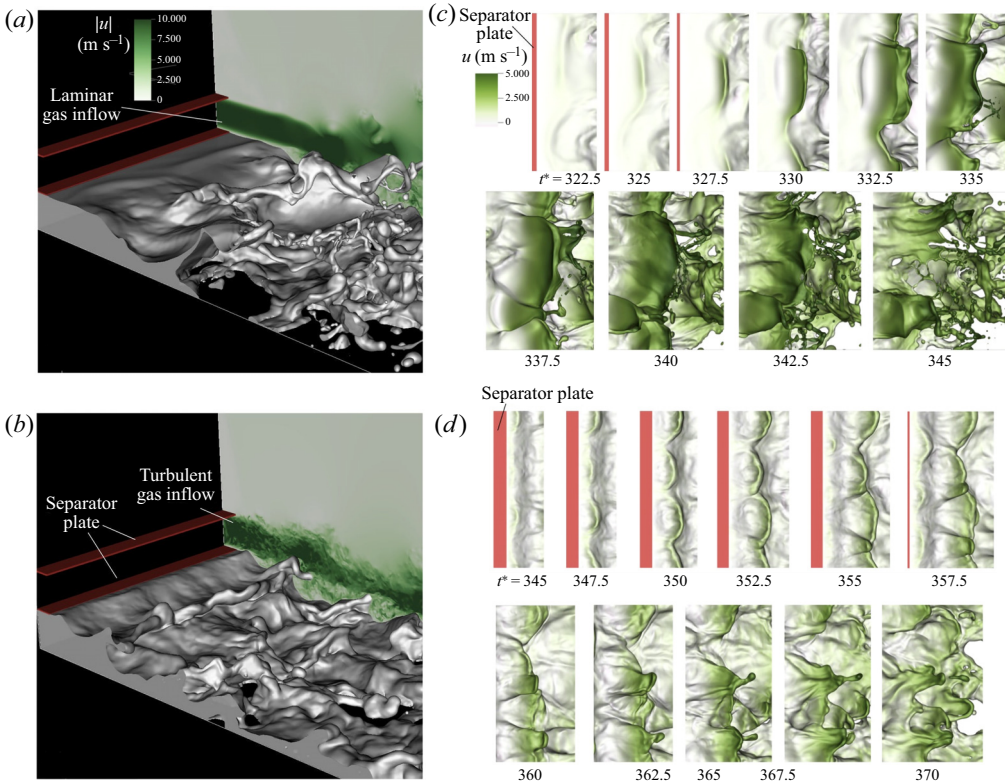 (a)
|u|
(m s⁻¹)
10.000
7.500
5.000
2.500
0
Laminar
gas inflow
(b)
Turbulent
gas inflow
Separator
plate
(c)
Separator
plate
u (m s⁻¹)
5.000
2.500
0
t* = 322.5 325 327.5 330 332.5 335
337.5 340 342.5 345
(d)
Separator plate
t* = 345 347.5 350 352.5 355 357.5
360 362.5 365 367.5 370